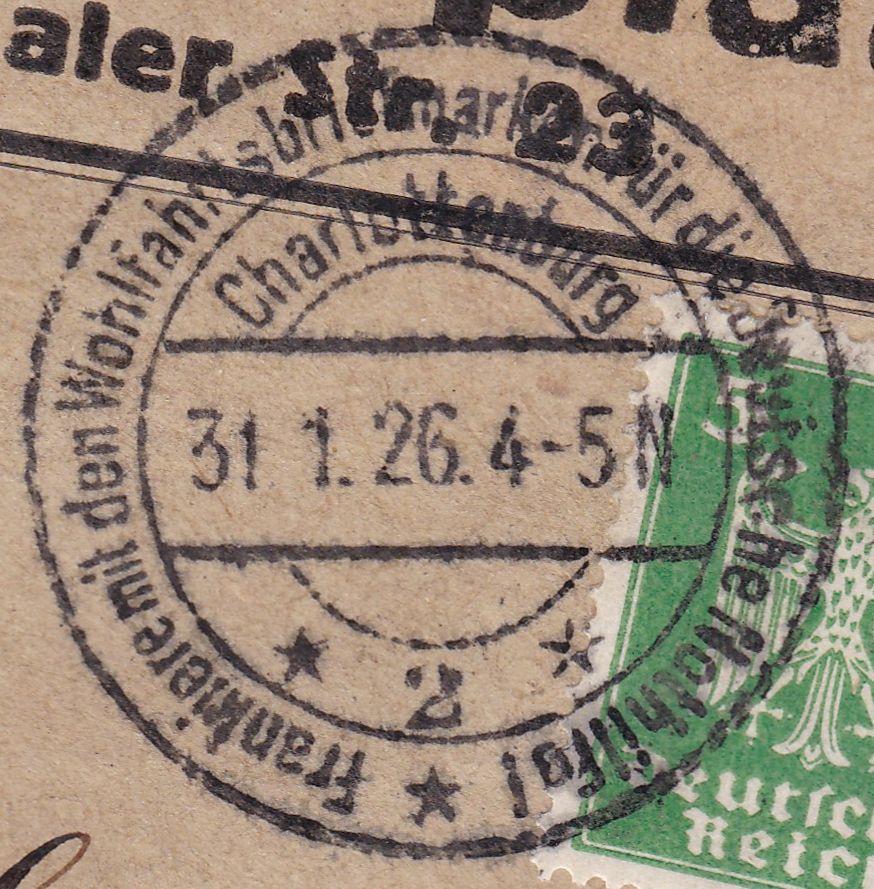 aler Str. 23
Frankiere mit den Wohlfahrtsbriefmarken für die Deutsche Nothilfe!
Charlottenburg
31 1.26.4-5 N
2
5
Deutsches
Reich